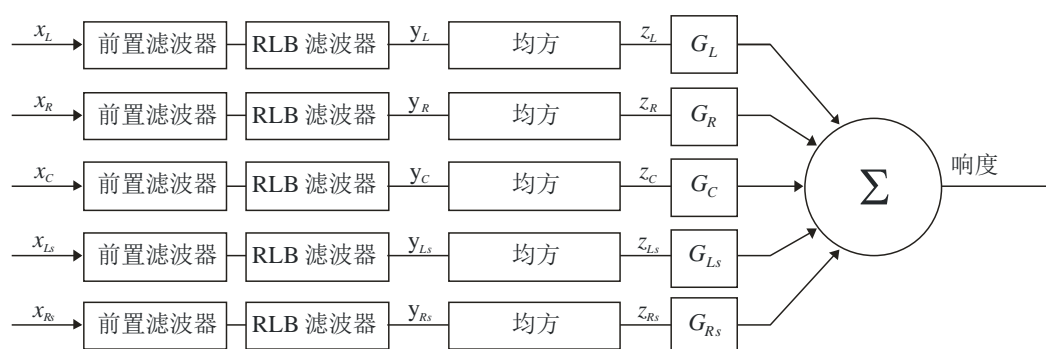 x_L 前置滤波器 RLB 滤波器 y_L 均方 z_L G_L
x_R 前置滤波器 RLB 滤波器 y_R 均方 z_R G_R
x_C 前置滤波器 RLB 滤波器 y_C 均方 z_C G_C Σ 响度
x_Ls 前置滤波器 RLB 滤波器 y_Ls 均方 z_Ls G_Ls
x_Rs 前置滤波器 RLB 滤波器 y_Rs 均方 z_Rs G_Rs